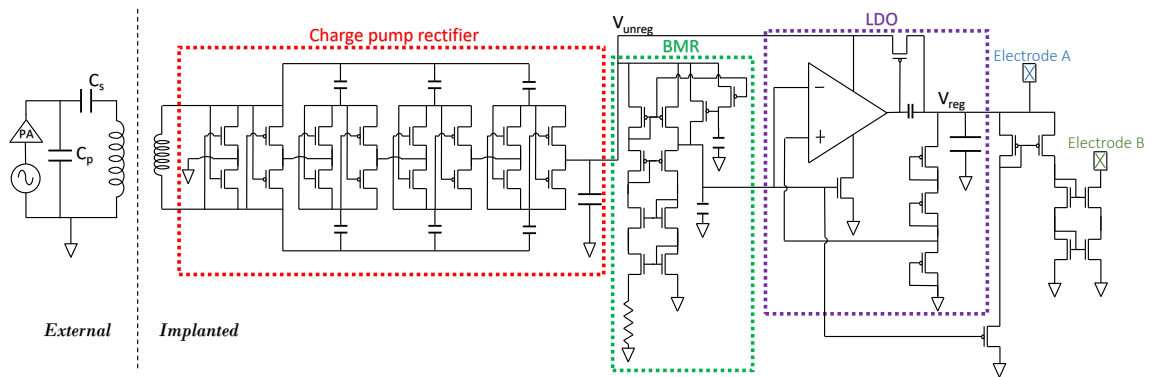 Charge pump rectifier
V_unreg
BMR
LDO
Electrode A
C_s
PA
C_p
−
+
V_reg
Electrode B
External
Implanted